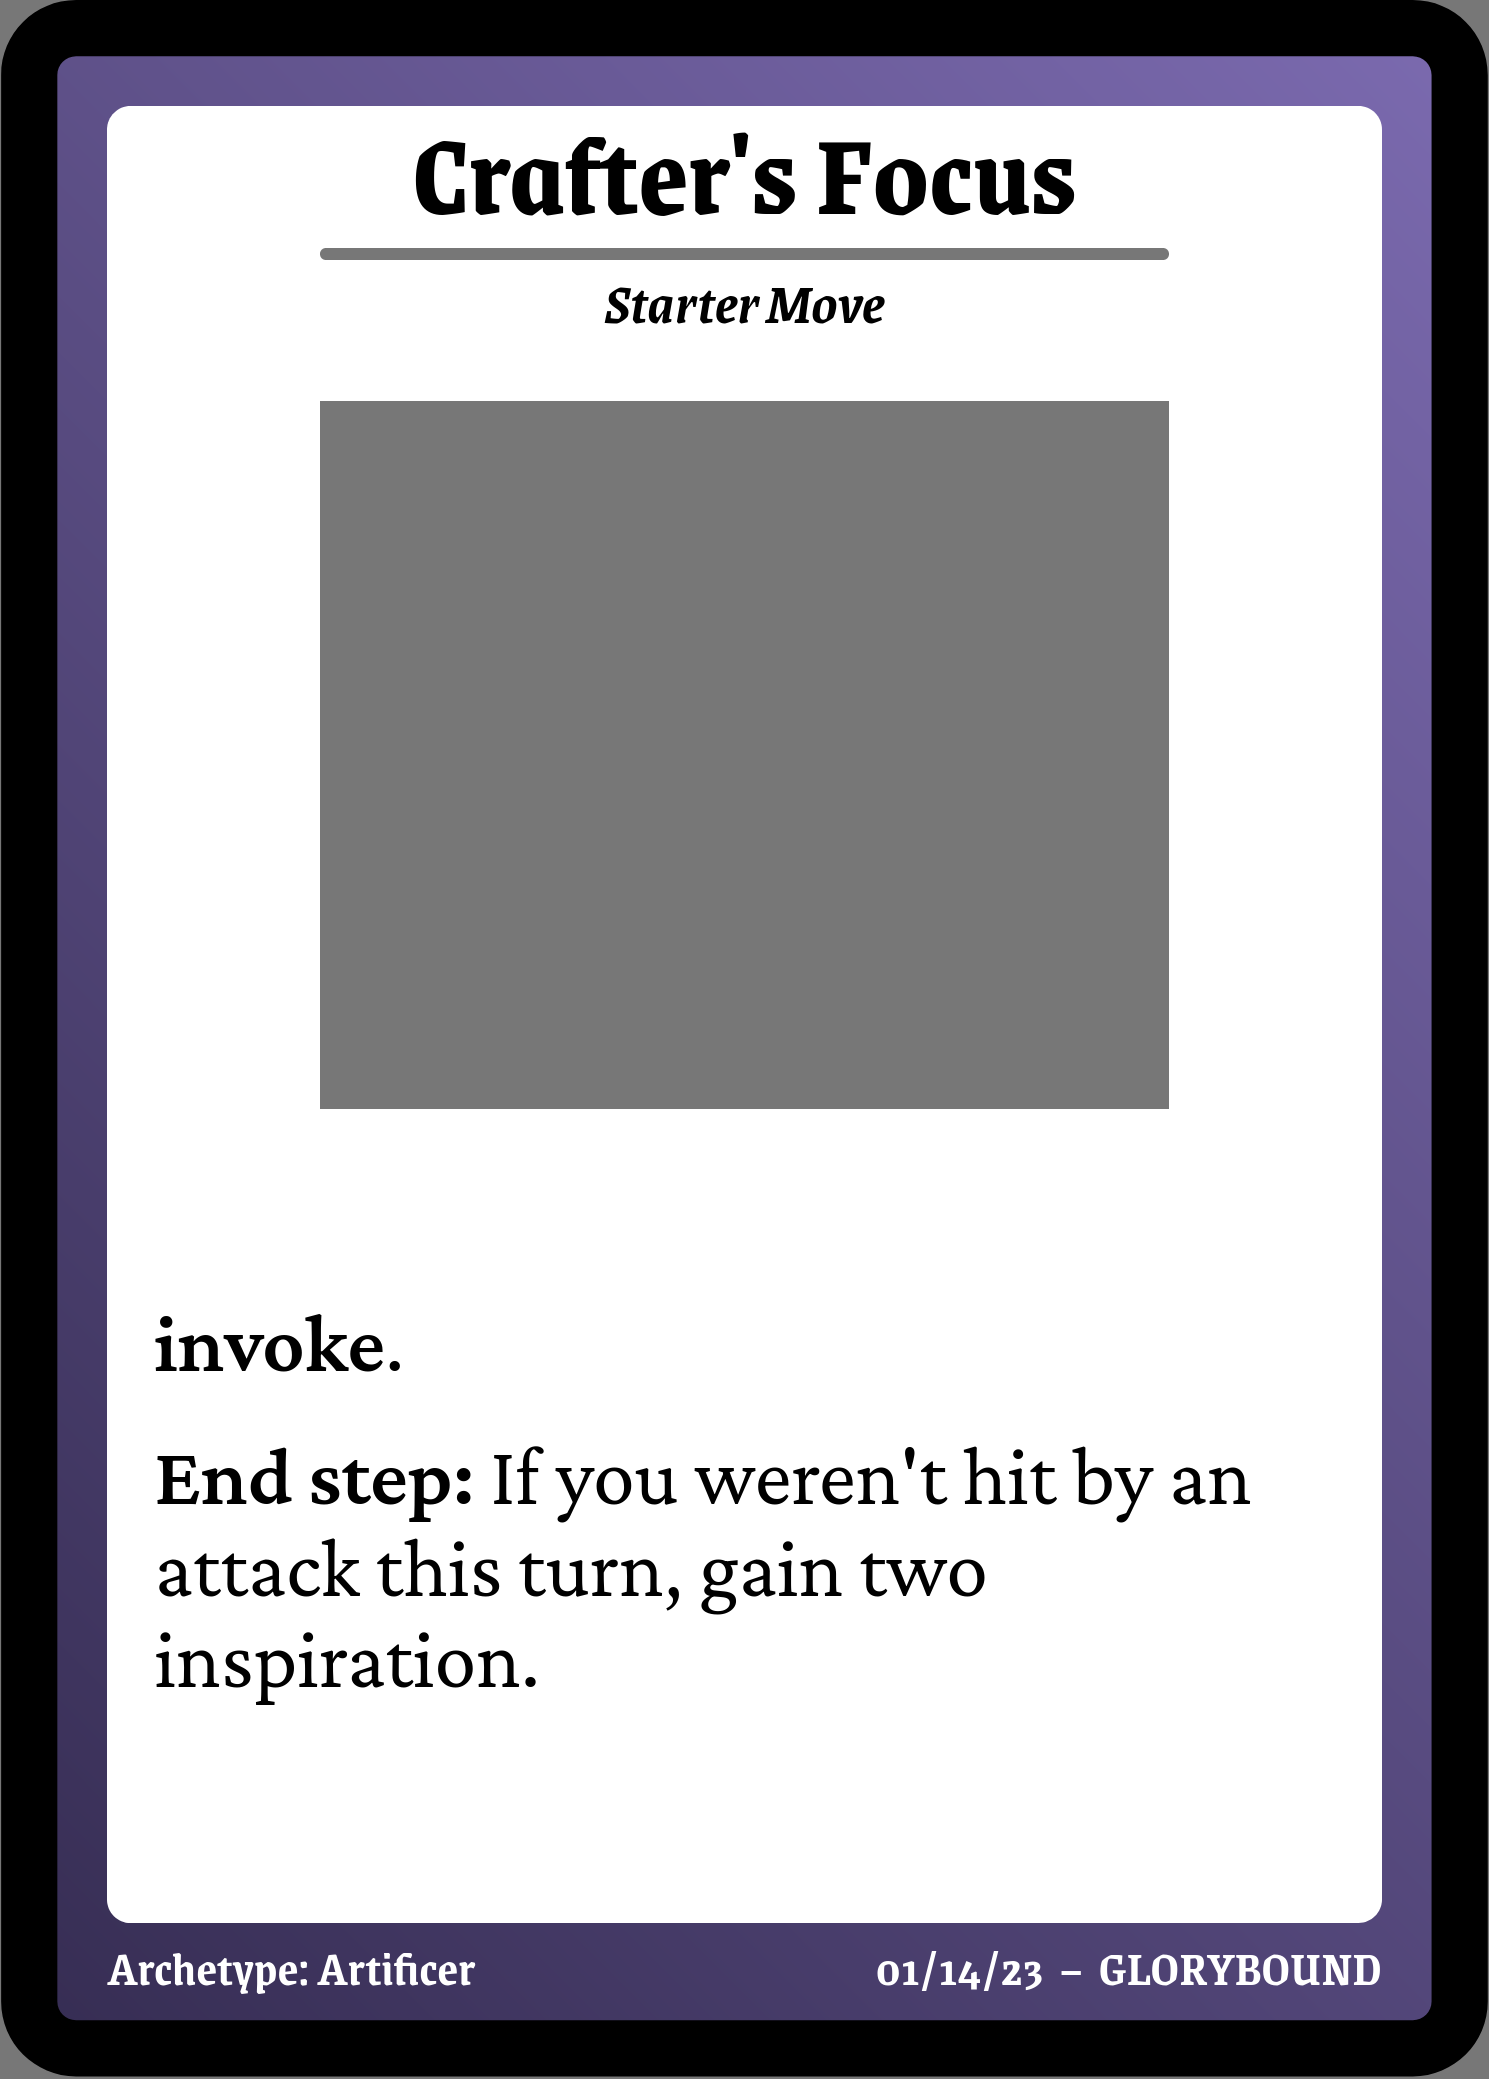 Crafter's Focus
Starter Move
invoke.
End step: If you weren't hit by an
attack this turn, gain two
inspiration.
Archetype: Artificer
01/14/23 – GLORYBOUND